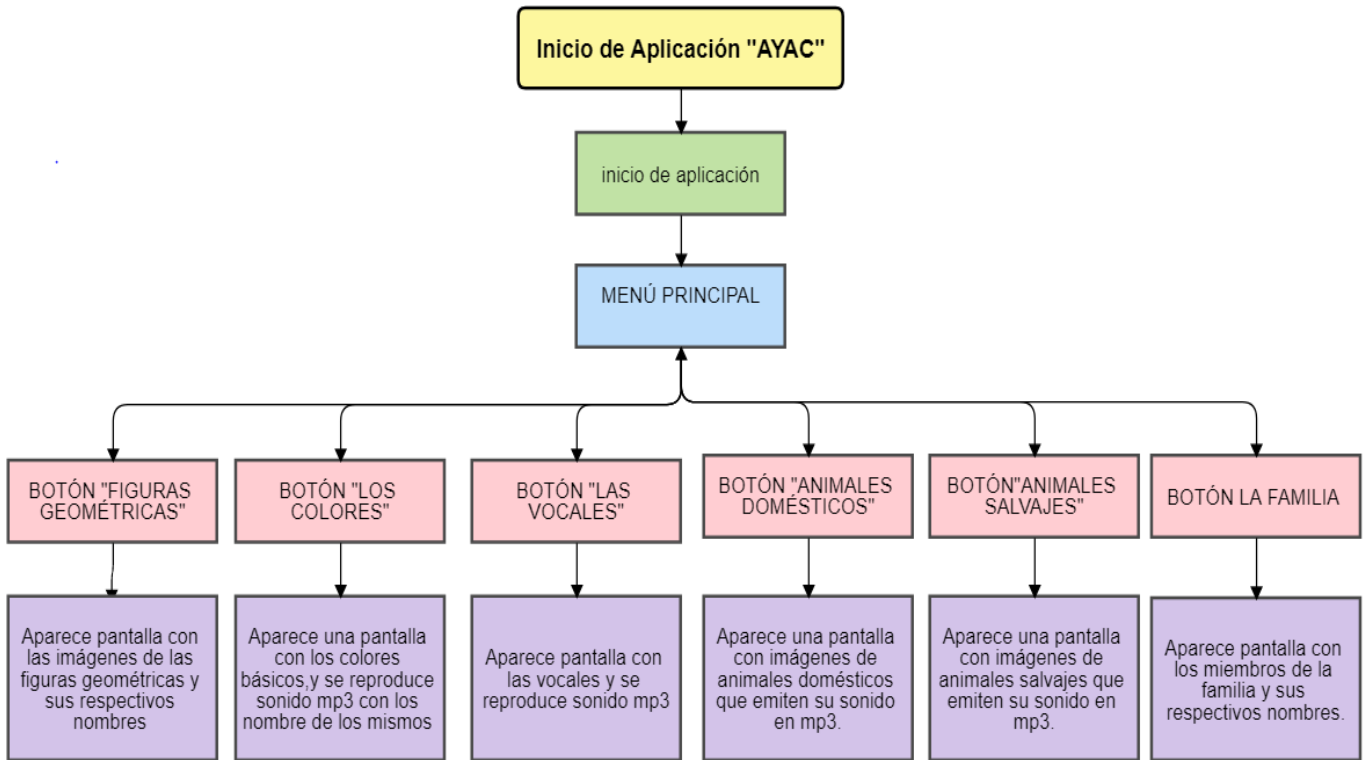 Inicio de Aplicación "AYAC"
inicio de aplicación
MENÚ PRINCIPAL
BOTÓN "FIGURAS
GEOMÉTRICAS"
BOTÓN "LOS
COLORES"
BOTÓN "LAS
VOCALES"
BOTÓN "ANIMALES
DOMÉSTICOS"
BOTÓN"ANIMALES
SALVAJES"
BOTÓN LA FAMILIA
Aparece pantalla con
las imágenes de las
figuras geométricas y
sus respectivos
nombres
Aparece una pantalla
con los colores
básicos,y se reproduce
sonido mp3 con los
nombre de los mismos
Aparece pantalla con
las vocales y se
reproduce sonido mp3
Aparece una pantalla
con imágenes de
animales domésticos
que emiten su sonido
en mp3.
Aparece una pantalla
con imágenes de
animales salvajes que
emiten su sonido en
mp3.
Aparece pantalla con
los miembros de la
familia y sus
respectivos nombres.